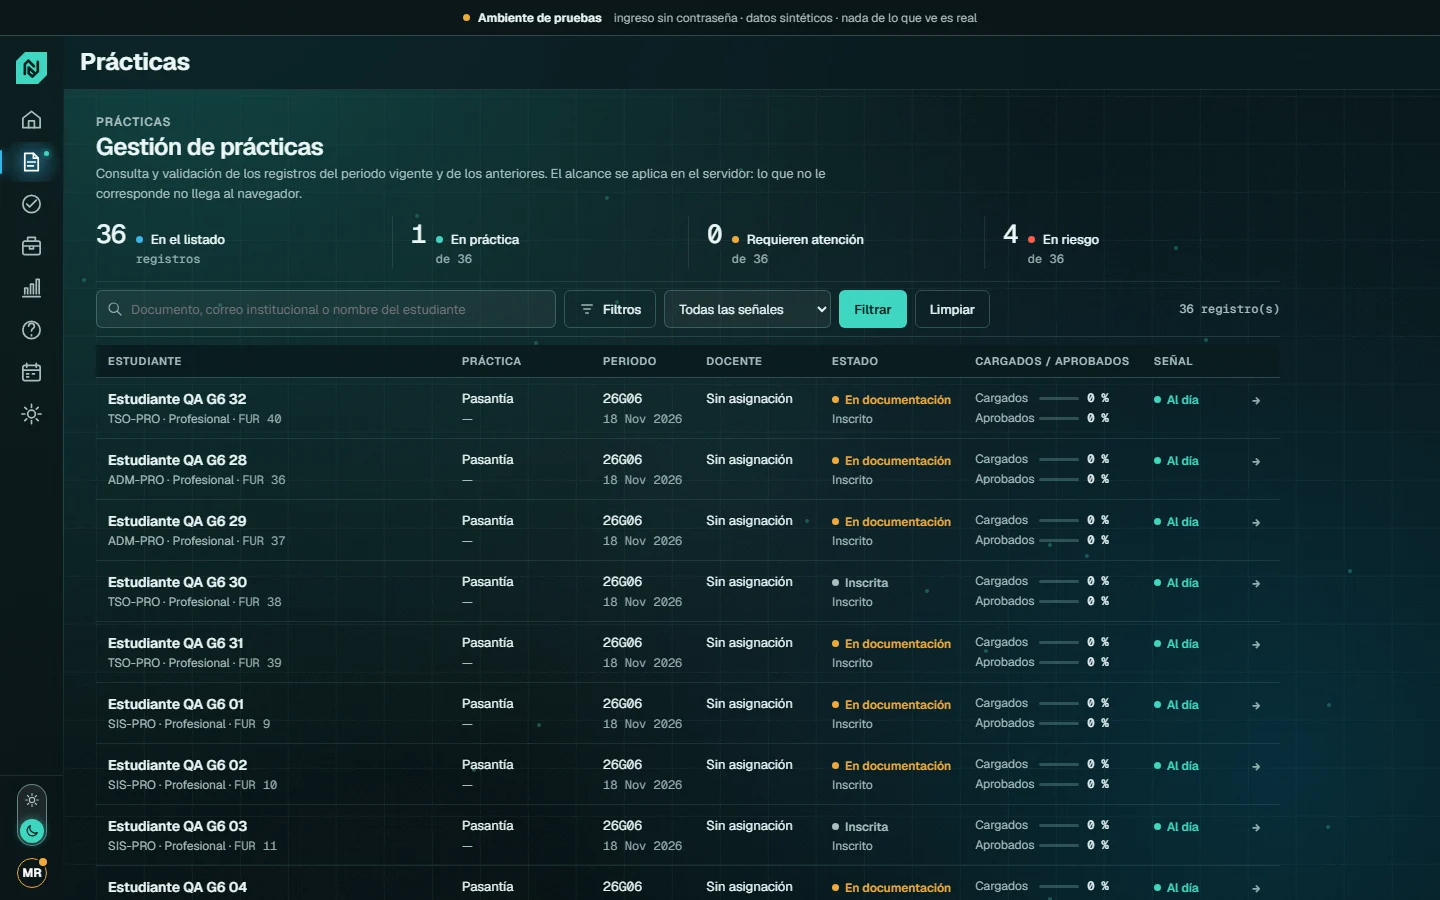 Ambiente de pruebas ingreso sin contraseña · datos sintéticos · nada de lo que ve es real
Prácticas
PRÁCTICAS
Gestión de prácticas
Consulta y validación de los registros del periodo vigente y de los anteriores. El alcance se aplica en el servidor: lo que no le
corresponde no llega al navegador.
36 En el listado
registros
1 En práctica
de 36
0 Requieren atención
de 36
4 En riesgo
de 36
Documento, correo institucional o nombre del estudiante
Filtros
Todas las señales
Filtrar
Limpiar
36 registro(s)
ESTUDIANTE PRÁCTICA PERIODO DOCENTE ESTADO CARGADOS / APROBADOS SEÑAL
Estudiante QA G6 32 Pasantía 26G06 Sin asignación En documentación Cargados 0 % Al día →
TSO-PRO · Profesional · FUR 40 — 18 Nov 2026 Inscrito Aprobados 0 %
Estudiante QA G6 28 Pasantía 26G06 Sin asignación En documentación Cargados 0 % Al día →
ADM-PRO · Profesional · FUR 36 — 18 Nov 2026 Inscrito Aprobados 0 %
Estudiante QA G6 29 Pasantía 26G06 Sin asignación En documentación Cargados 0 % Al día →
ADM-PRO · Profesional · FUR 37 — 18 Nov 2026 Inscrito Aprobados 0 %
Estudiante QA G6 30 Pasantía 26G06 Sin asignación Inscrita Cargados 0 % Al día →
TSO-PRO · Profesional · FUR 38 — 18 Nov 2026 Inscrito Aprobados 0 %
Estudiante QA G6 31 Pasantía 26G06 Sin asignación En documentación Cargados 0 % Al día →
TSO-PRO · Profesional · FUR 39 — 18 Nov 2026 Inscrito Aprobados 0 %
Estudiante QA G6 01 Pasantía 26G06 Sin asignación En documentación Cargados 0 % Al día →
SIS-PRO · Profesional · FUR 9 — 18 Nov 2026 Inscrito Aprobados 0 %
Estudiante QA G6 02 Pasantía 26G06 Sin asignación En documentación Cargados 0 % Al día →
SIS-PRO · Profesional · FUR 10 — 18 Nov 2026 Inscrito Aprobados 0 %
Estudiante QA G6 03 Pasantía 26G06 Sin asignación Inscrita Cargados 0 % Al día →
SIS-PRO · Profesional · FUR 11 — 18 Nov 2026 Inscrito Aprobados 0 %
Estudiante QA G6 04 Pasantía 26G06 Sin asignación En documentación Cargados 0 % Al día →
MR